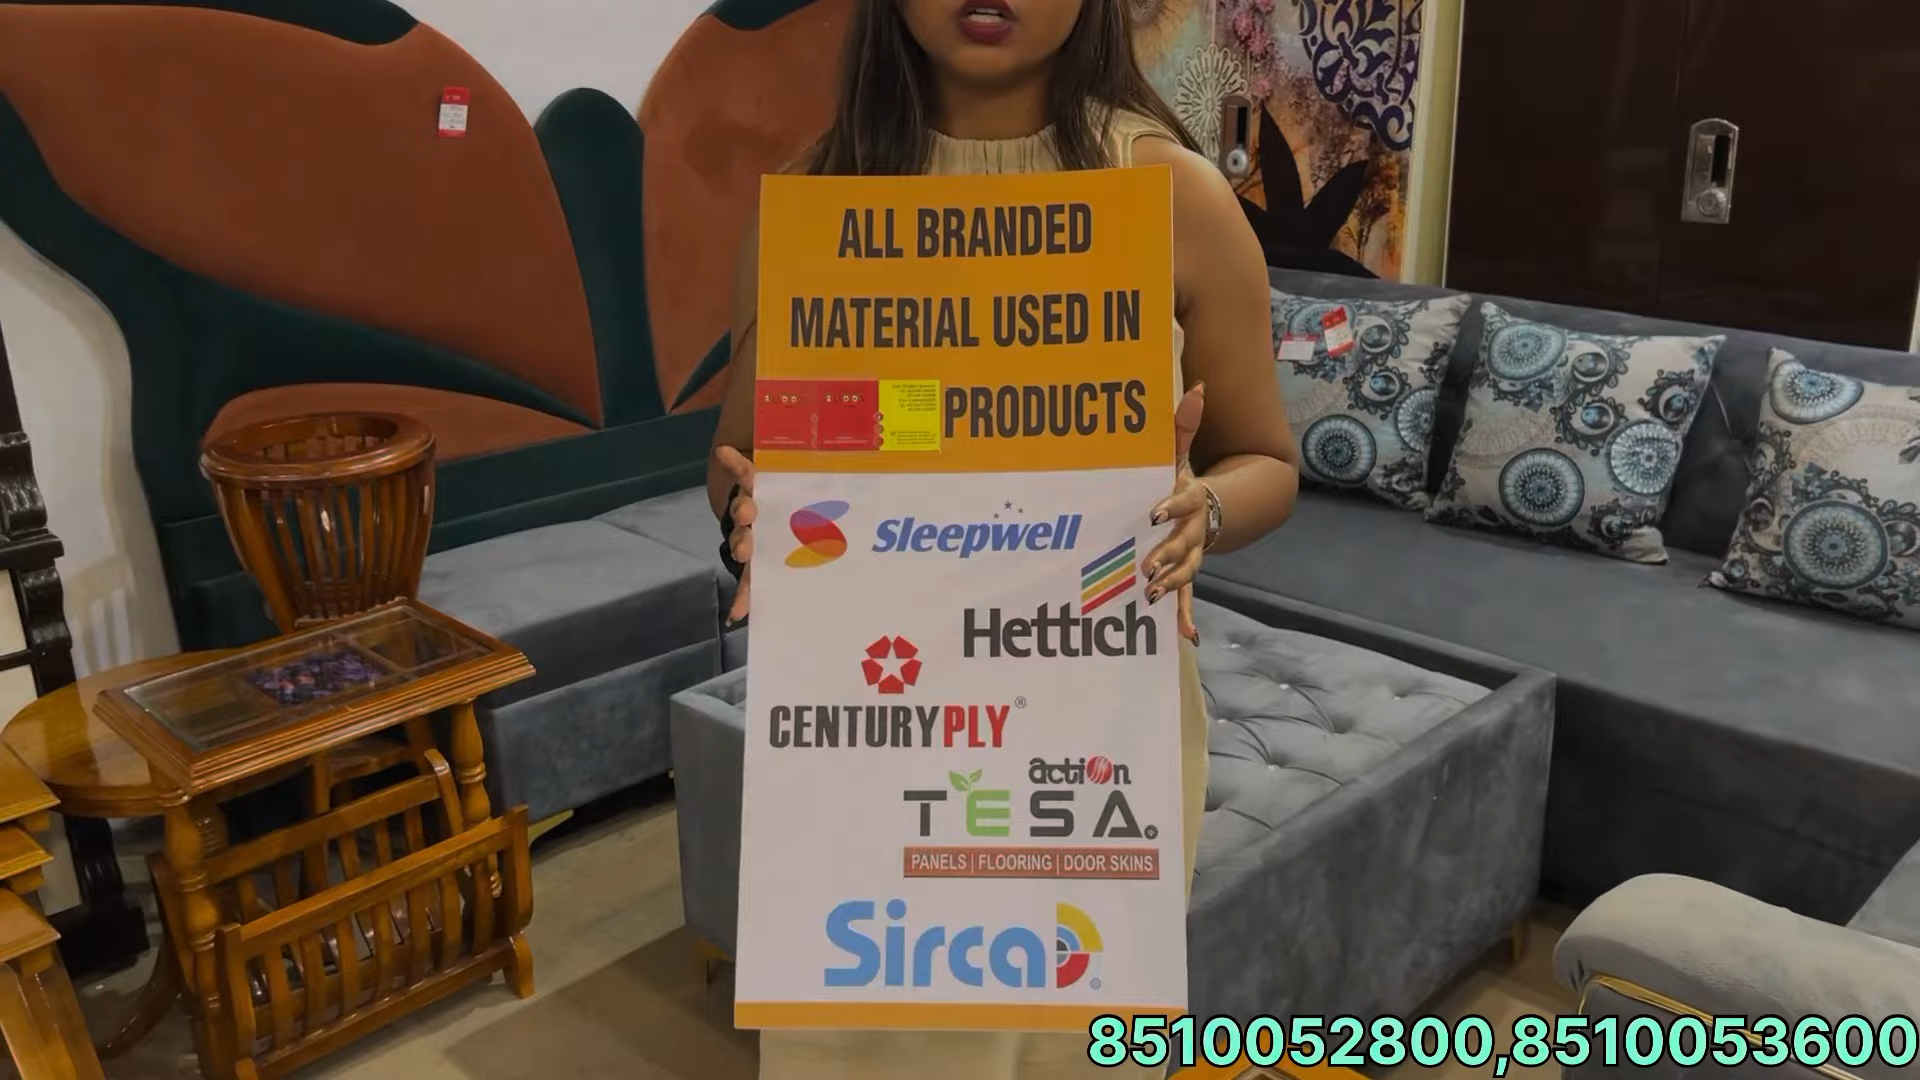 ALL BRANDED
MATERIAL USED IN
PRODUCTS
Sleepwell
Hettich
CENTURYPLY®
action
TESA
PANELS | FLOORING | DOOR SKINS
Sirca
8510052800,8510053600